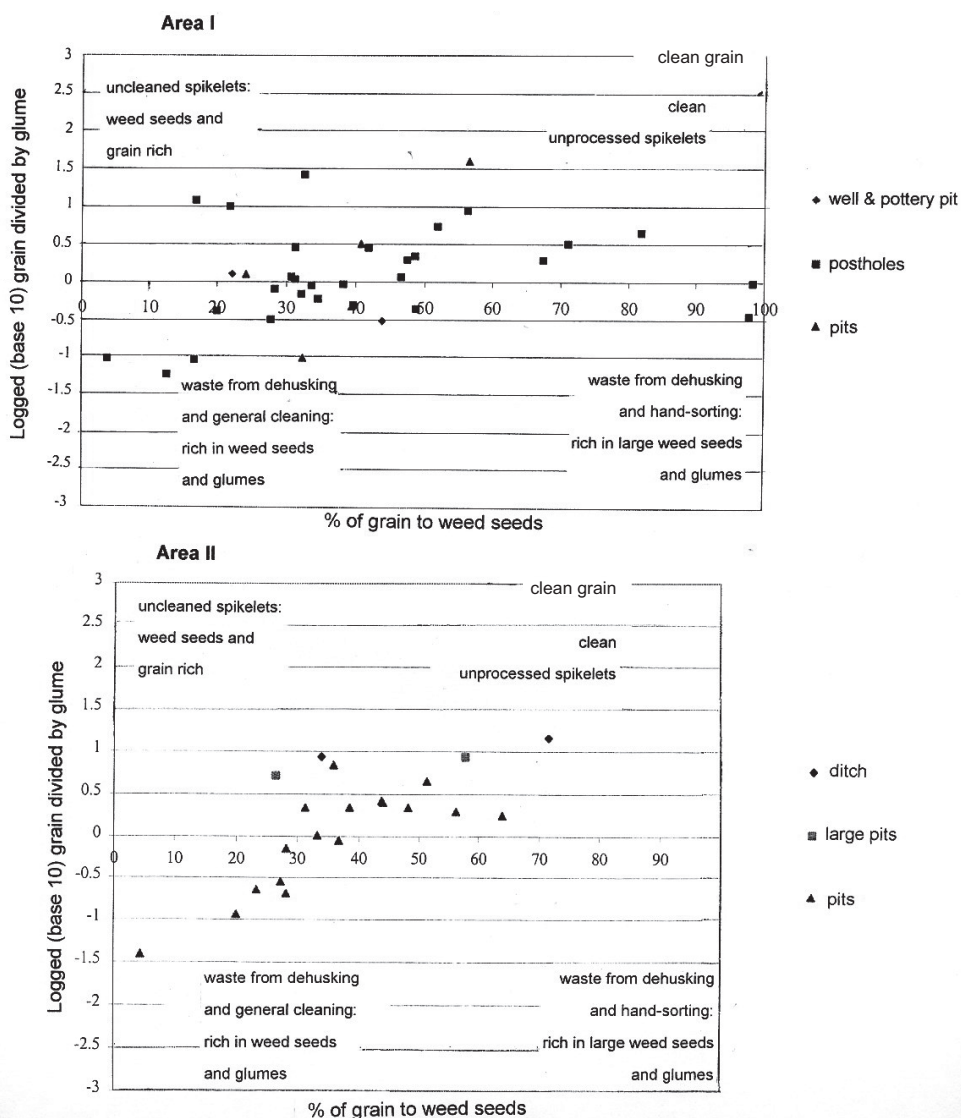 Area I
3
2.5
2
1.5
1
0.5
0
-0.5
-1
-1.5
-2
-2.5
-3
Logged (base 10) grain divided by glume
clean grain
uncleaned spikelets:
weed seeds and
grain rich
clean
unprocessed spikelets
0 10 20 30 40 50 60 70 80 90 100
waste from dehusking
and general cleaning:
rich in weed seeds
and glumes
waste from dehusking
and hand-sorting:
rich in large weed seeds
and glumes
% of grain to weed seeds
well & pottery pit
postholes
pits
Area II
3
2.5
2
1.5
1
0.5
0
-0.5
-1
-1.5
-2
-2.5
-3
Logged (base 10) grain divided by glume
clean grain
uncleaned spikelets:
weed seeds and
grain rich
clean
unprocessed spikelets
0 10 20 30 40 50 60 70 80 90
waste from dehusking
and general cleaning:
rich in weed seeds
and glumes
waste from dehusking
and hand-sorting:
rich in large weed seeds
and glumes
% of grain to weed seeds
ditch
large pits
pits